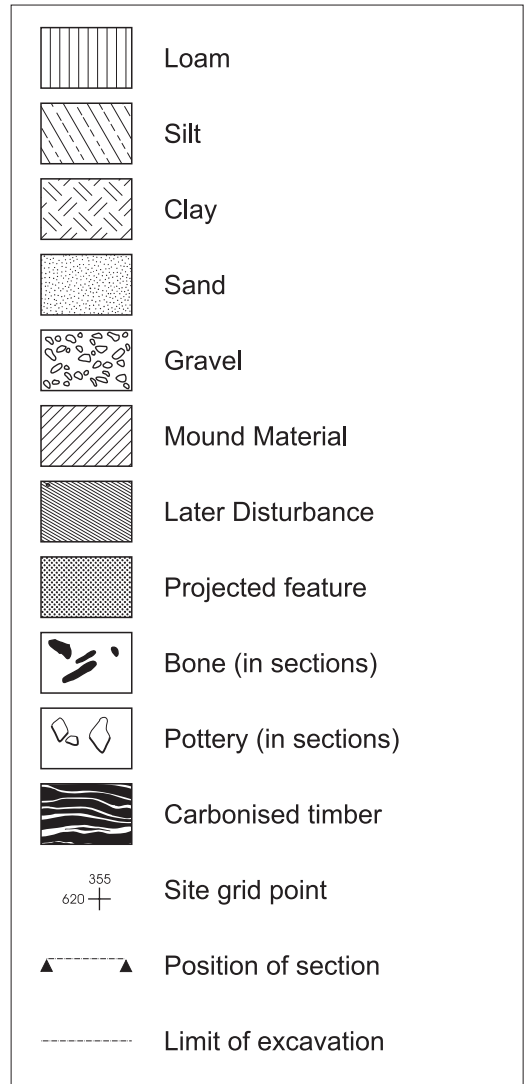 Loam
Silt
Clay
Sand
Gravel
Mound Material
Later Disturbance
Projected feature
Bone (in sections)
Pottery (in sections)
Carbonised timber
355
620
Site grid point
Position of section
Limit of excavation